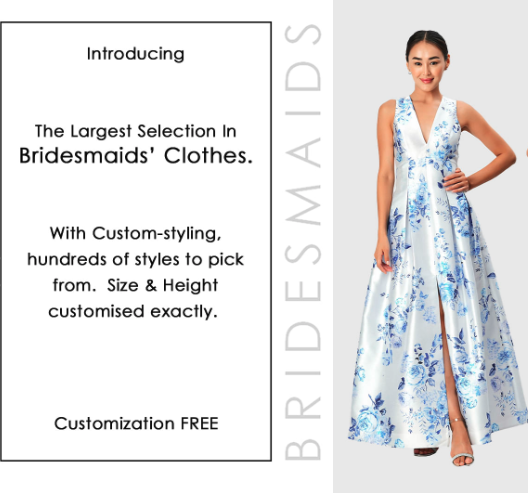 Introducing
The Largest Selection In
Bridesmaids’ Clothes.
With Custom-styling,
hundreds of styles to pick
from.  Size & Height
customised exactly.
Customization FREE
BRIDESMAIDS